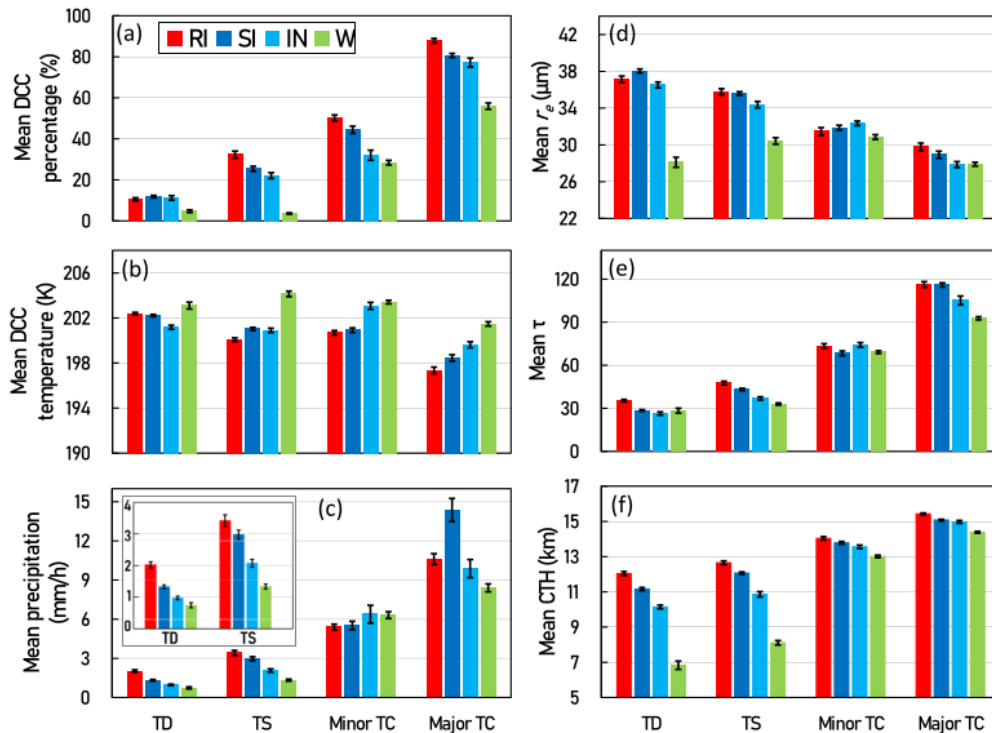 (a)
RI SI IN W
Mean DCC
percentage (%)
100
80
60
40
20
0
(b)
Mean DCC
temperature (K)
206
202
198
194
190
(c)
Mean precipitation
(mm/h)
15
12
9
6
3
0
4
3
2
1
0
TD TS
TD TS Minor TC Major TC
(d)
Mean re (μm)
42
38
34
30
26
22
(e)
Mean τ
120
90
60
30
0
(f)
Mean CTH (km)
17
15
13
11
9
7
5
TD TS Minor TC Major TC